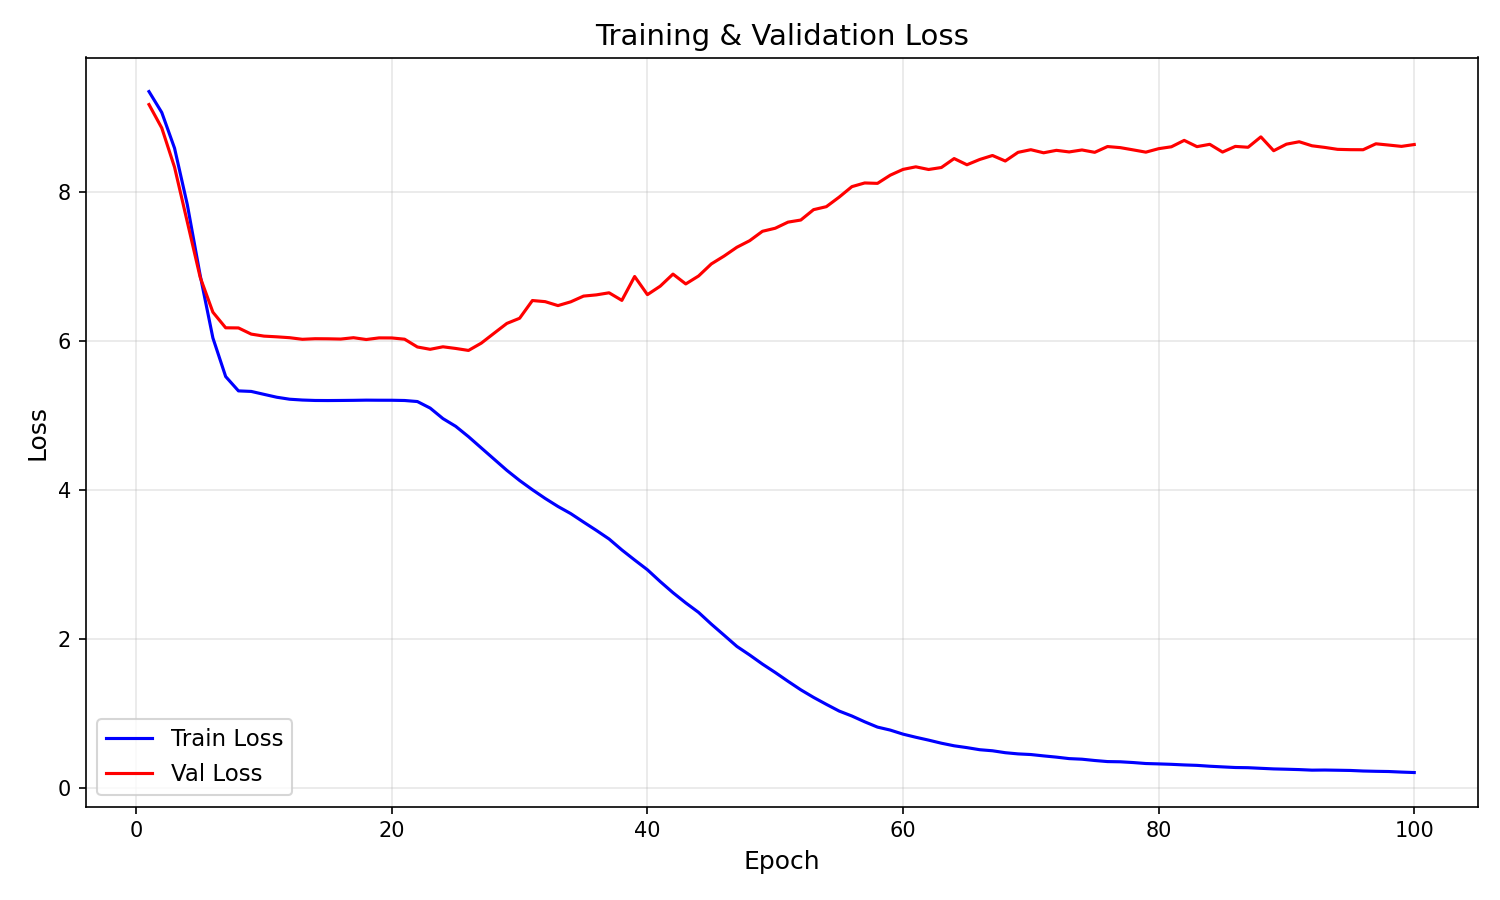 Training & Validation Loss
Loss
8
6
4
2
0
Train Loss
Val Loss
0 20 40 60 80 100
Epoch